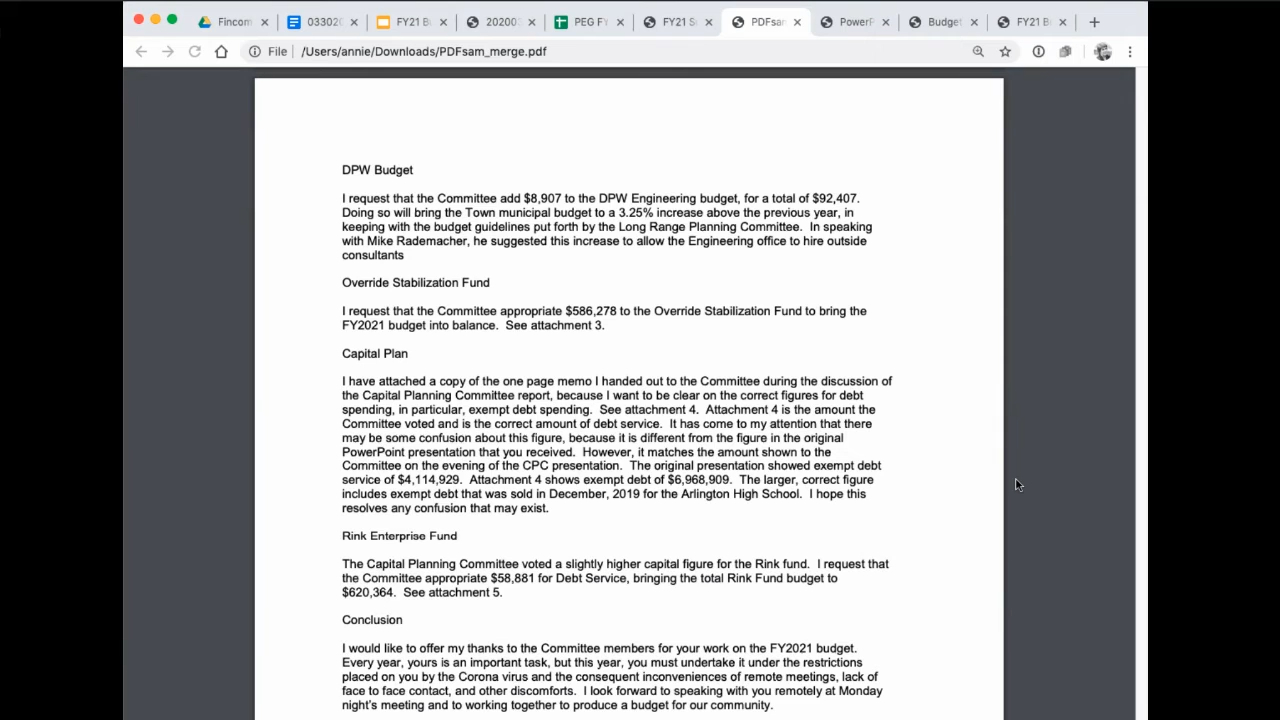 Fincom
03302
FY21 B
20200
PEG FY
FY21 S
PDFsam
PowerP
Budget
FY21 B
File | /Users/annie/Downloads/PDFsam_merge.pdf
DPW Budget
I request that the Committee add $8,907 to the DPW Engineering budget, for a total of $92,407.
Doing so will bring the Town municipal budget to a 3.25% increase above the previous year, in
keeping with the budget guidelines put forth by the Long Range Planning Committee. In speaking
with Mike Rademacher, he suggested this increase to allow the Engineering office to hire outside
consultants
Override Stabilization Fund
I request that the Committee appropriate $586,278 to the Override Stabilization Fund to bring the
FY2021 budget into balance. See attachment 3.
Capital Plan
I have attached a copy of the one page memo I handed out to the Committee during the discussion of
the Capital Planning Committee report, because I want to be clear on the correct figures for debt
spending, in particular, exempt debt spending. See attachment 4. Attachment 4 is the amount the
Committee voted and is the correct amount of debt service. It has come to my attention that there
may be some confusion about this figure, because it is different from the figure in the original
PowerPoint presentation that you received. However, it matches the amount shown to the
Committee on the evening of the CPC presentation. The original presentation showed exempt debt
service of $4,114,929. Attachment 4 shows exempt debt of $6,968,909. The larger, correct figure
includes exempt debt that was sold in December, 2019 for the Arlington High School. I hope this
resolves any confusion that may exist.
Rink Enterprise Fund
The Capital Planning Committee voted a slightly higher capital figure for the Rink fund. I request that
the Committee appropriate $58,881 for Debt Service, bringing the total Rink Fund budget to
$620,364. See attachment 5.
Conclusion
I would like to offer my thanks to the Committee members for your work on the FY2021 budget.
Every year, yours is an important task, but this year, you must undertake it under the restrictions
placed on you by the Corona virus and the consequent inconveniences of remote meetings, lack of
face to face contact, and other discomforts. I look forward to speaking with you remotely at Monday
night's meeting and to working together to produce a budget for our community.